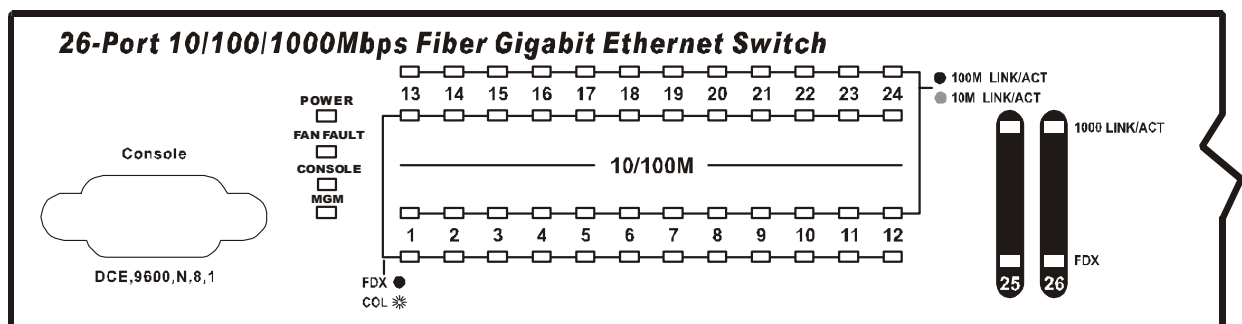 26-Port 10/100/1000Mbps Fiber Gigabit Ethernet Switch
POWER
FAN FAULT
CONSOLE
MGM
Console
DCE,9600,N,8,1
13 14 15 16 17 18 19 20 21 22 23 24
10/100M
1 2 3 4 5 6 7 8 9 10 11 12
FDX
COL
100M LINK/ACT
10M LINK/ACT
1000 LINK/ACT
FDX
25 26